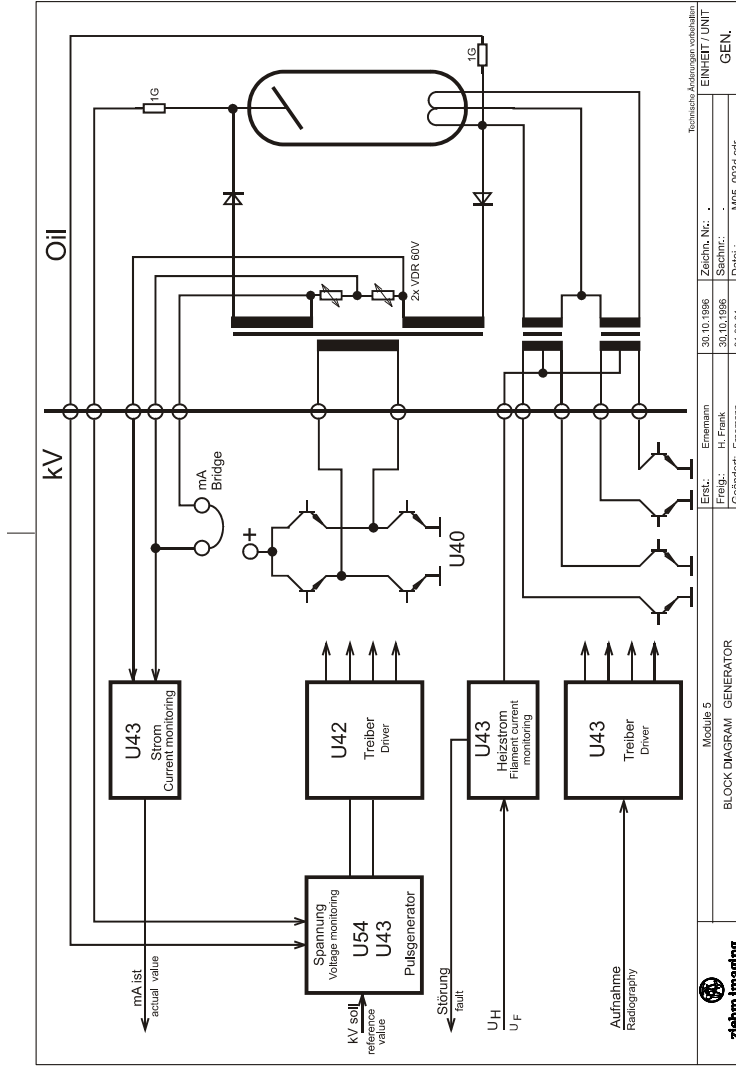 kV
Oil
1G
1G
2x VDR 60V
mA
Bridge
+
U40
U43
Strom
Current monitoring
U42
Treiber
Driver
U43
Heizstrom
Filament current
monitoring
U43
Treiber
Driver
Spannung
Voltage monitoring
U54
U43
Pulsgenerator
mA ist
actual value
kV soll
reference
value
Störung
fault
UH
UF
Aufnahme
Radiography
Technische Änderungen vorbehalten
ziehm imaging
Module 5
BLOCK DIAGRAM GENERATOR
Erst.: Ernemann 30.10.1996
Freig.: H. Frank 30.10.1996
Zeichn. Nr.: .
Sachnr.: -
EINHEIT / UNIT
GEN.